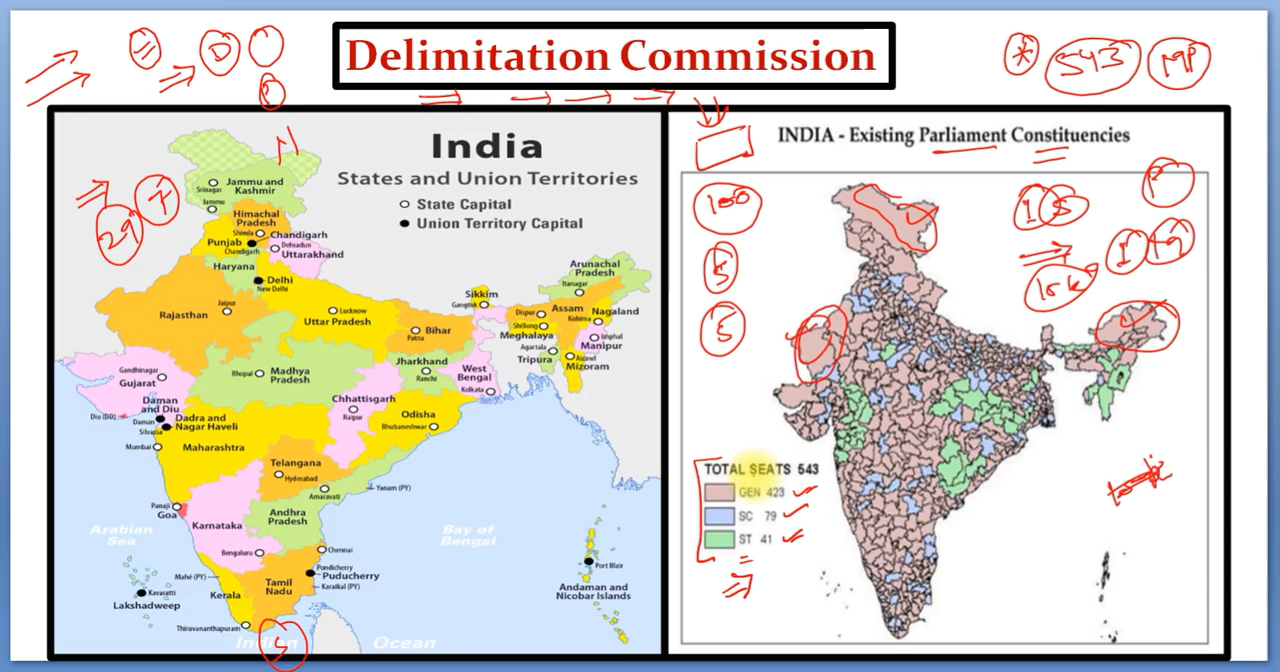 Delimitation Commission
543
MP
D
India
States and Union Territories
State Capital
Union Territory Capital
N
29
7
Srinagar
Jammu and
Kashmir
Jammu
Himachal
Pradesh
Shimla
Punjab
Chandigarh
Chandigarh
Dehradun
Uttarakhand
Haryana
Delhi
New Delhi
Arunachal
Pradesh
Itanagar
Sikkim
Gangtok
Jaipur
Rajasthan
Lucknow
Uttar Pradesh
Bihar
Patna
Dispur
Assam
Nagaland
Kohima
Shillong
Meghalaya
Imphal
Manipur
Agartala
Tripura
Aizawl
Mizoram
Gandhinagar
Gujarat
Bhopal
Madhya
Pradesh
Jharkhand
Ranchi
West
Bengal
Kolkata
Daman
and Diu
Diu (DD)
Daman
Silvassa
Dadra and
Nagar Haveli
Chhattisgarh
Raipur
Odisha
Bhubaneshwar
Mumbai
Maharashtra
Telangana
Hyderabad
Amaravati
Yanam (PY)
Panaji
Goa
Karnataka
Andhra
Pradesh
Arabian
Sea
Bay of
Bengal
Bengaluru
Chennai
Mahé (PY)
Pondicherry
Puducherry
Karaikal (PY)
Tamil
Nadu
Kerala
Kavaratti
Lakshadweep
Port Blair
Andaman and
Nicobar Islands
Thiruvananthapuram
Indian
Ocean
S
INDIA - Existing Parliament Constituencies
100
5
5
15 k
TOTAL SEATS 543
GEN 423
SC 79
ST 41